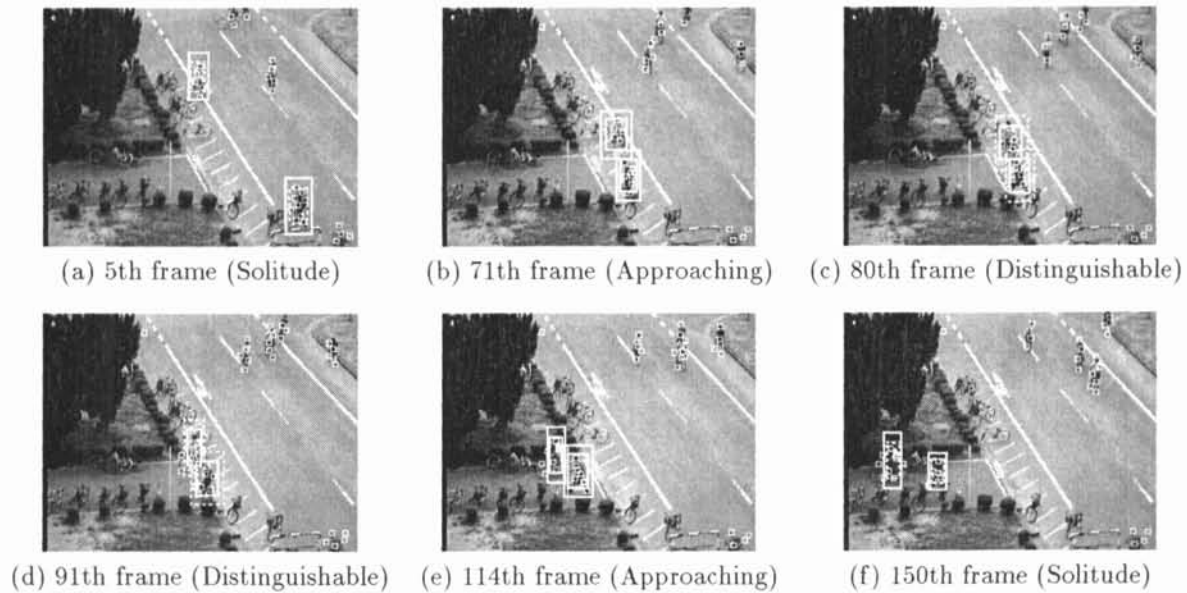 (a) 5th frame (Solitude)
(b) 71th frame (Approaching)
(c) 80th frame (Distinguishable)
(d) 91th frame (Distinguishable)
(e) 114th frame (Approaching)
(f) 150th frame (Solitude)